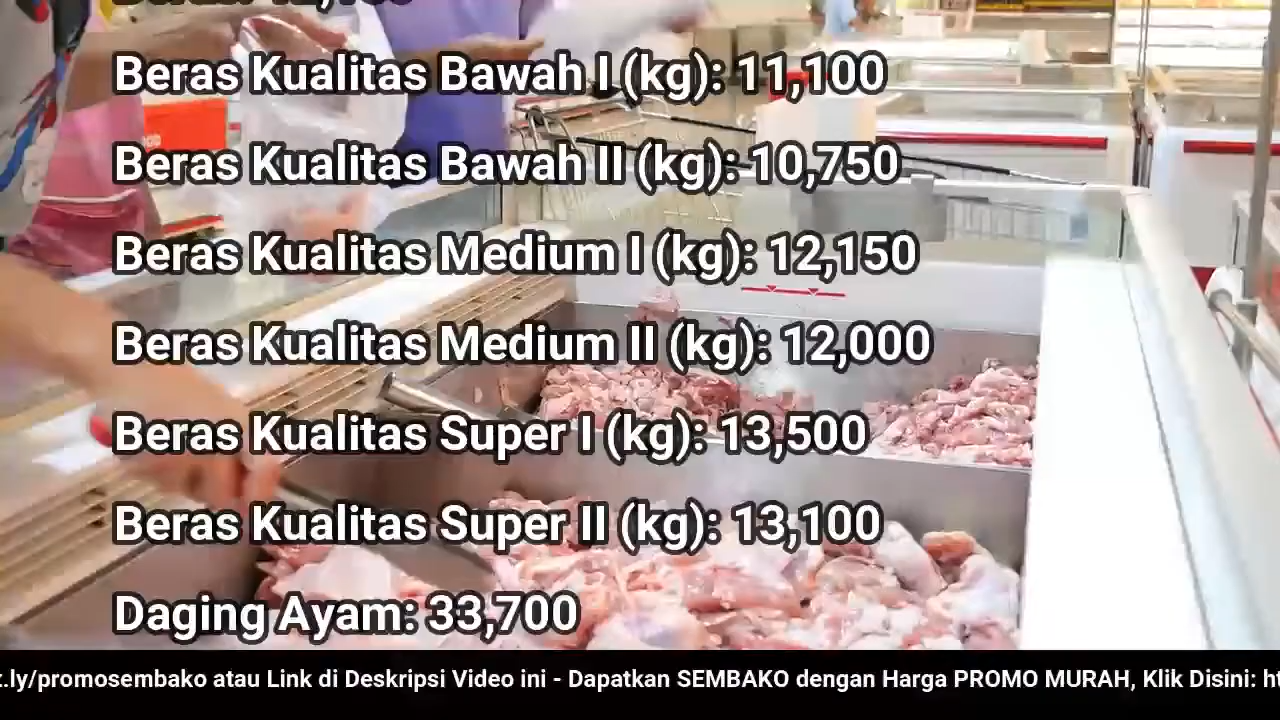 Beras Kualitas Bawah I (kg): 11,100
Beras Kualitas Bawah II (kg): 10,750
Beras Kualitas Medium I (kg): 12,150
Beras Kualitas Medium II (kg): 12,000
Beras Kualitas Super I (kg): 13,500
Beras Kualitas Super II (kg): 13,100
Daging Ayam: 33,700
.ly/promosembako atau Link di Deskripsi Video ini - Dapatkan SEMBAKO dengan Harga PROMO MURAH, Klik Disini: